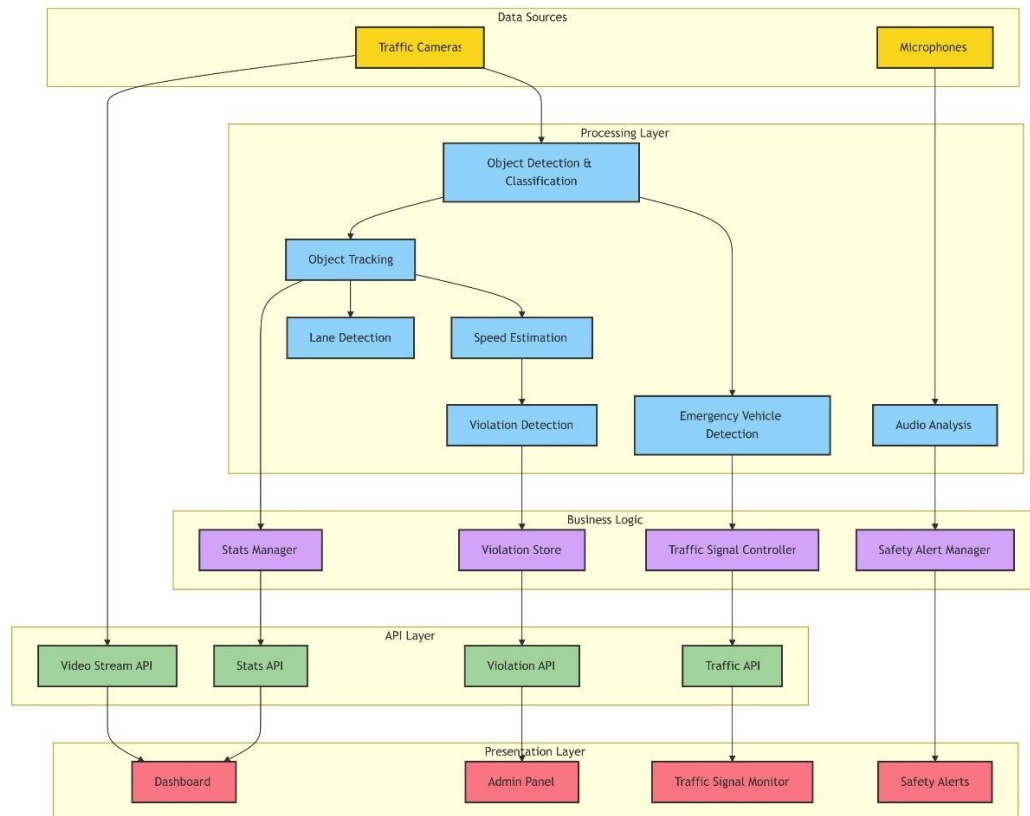 Data Sources
Traffic Cameras
Microphones
Processing Layer
Object Detection &
Classification
Object Tracking
Lane Detection
Speed Estimation
Violation Detection
Emergency Vehicle
Detection
Audio Analysis
Business Logic
Stats Manager
Violation Store
Traffic Signal Controller
Safety Alert Manager
API Layer
Video Stream API
Stats API
Violation API
Traffic API
Presentation Layer
Dashboard
Admin Panel
Traffic Signal Monitor
Safety Alerts